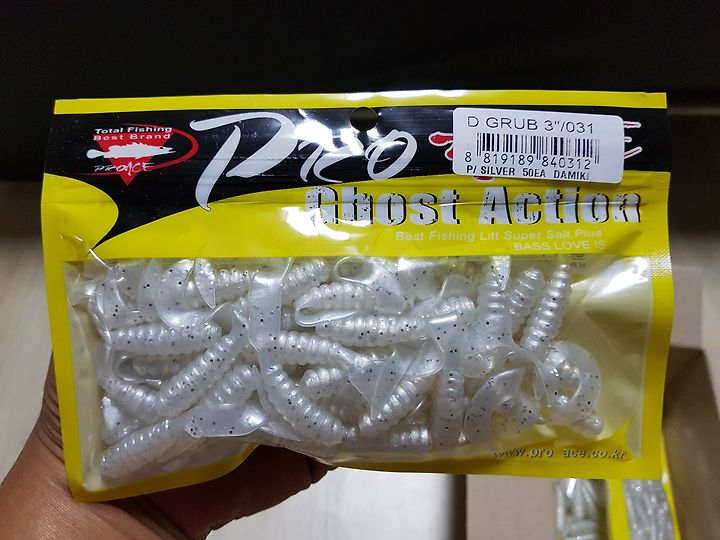 Total Fishing
Best Brand
PROACE
Pro
D GRUB 3"/031
8 819189 840312
P/ SILVER 50EA DAMIKI
Ghost Action
Best Fishing Litt Super Salt Plus
BASS LOVE IS
www.pro ace.co.kr